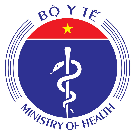 BỘ Y TẾ
MINISTRY OF HEALTH